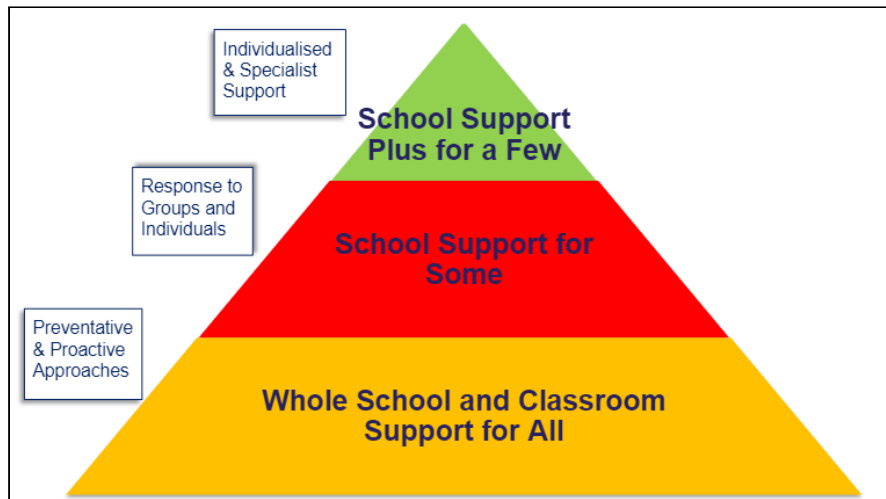 Individualised
& Specialist
Support
School Support
Plus for a Few
Response to
Groups and
Individuals
School Support for
Some
Preventative
& Proactive
Approaches
Whole School and Classroom
Support for All